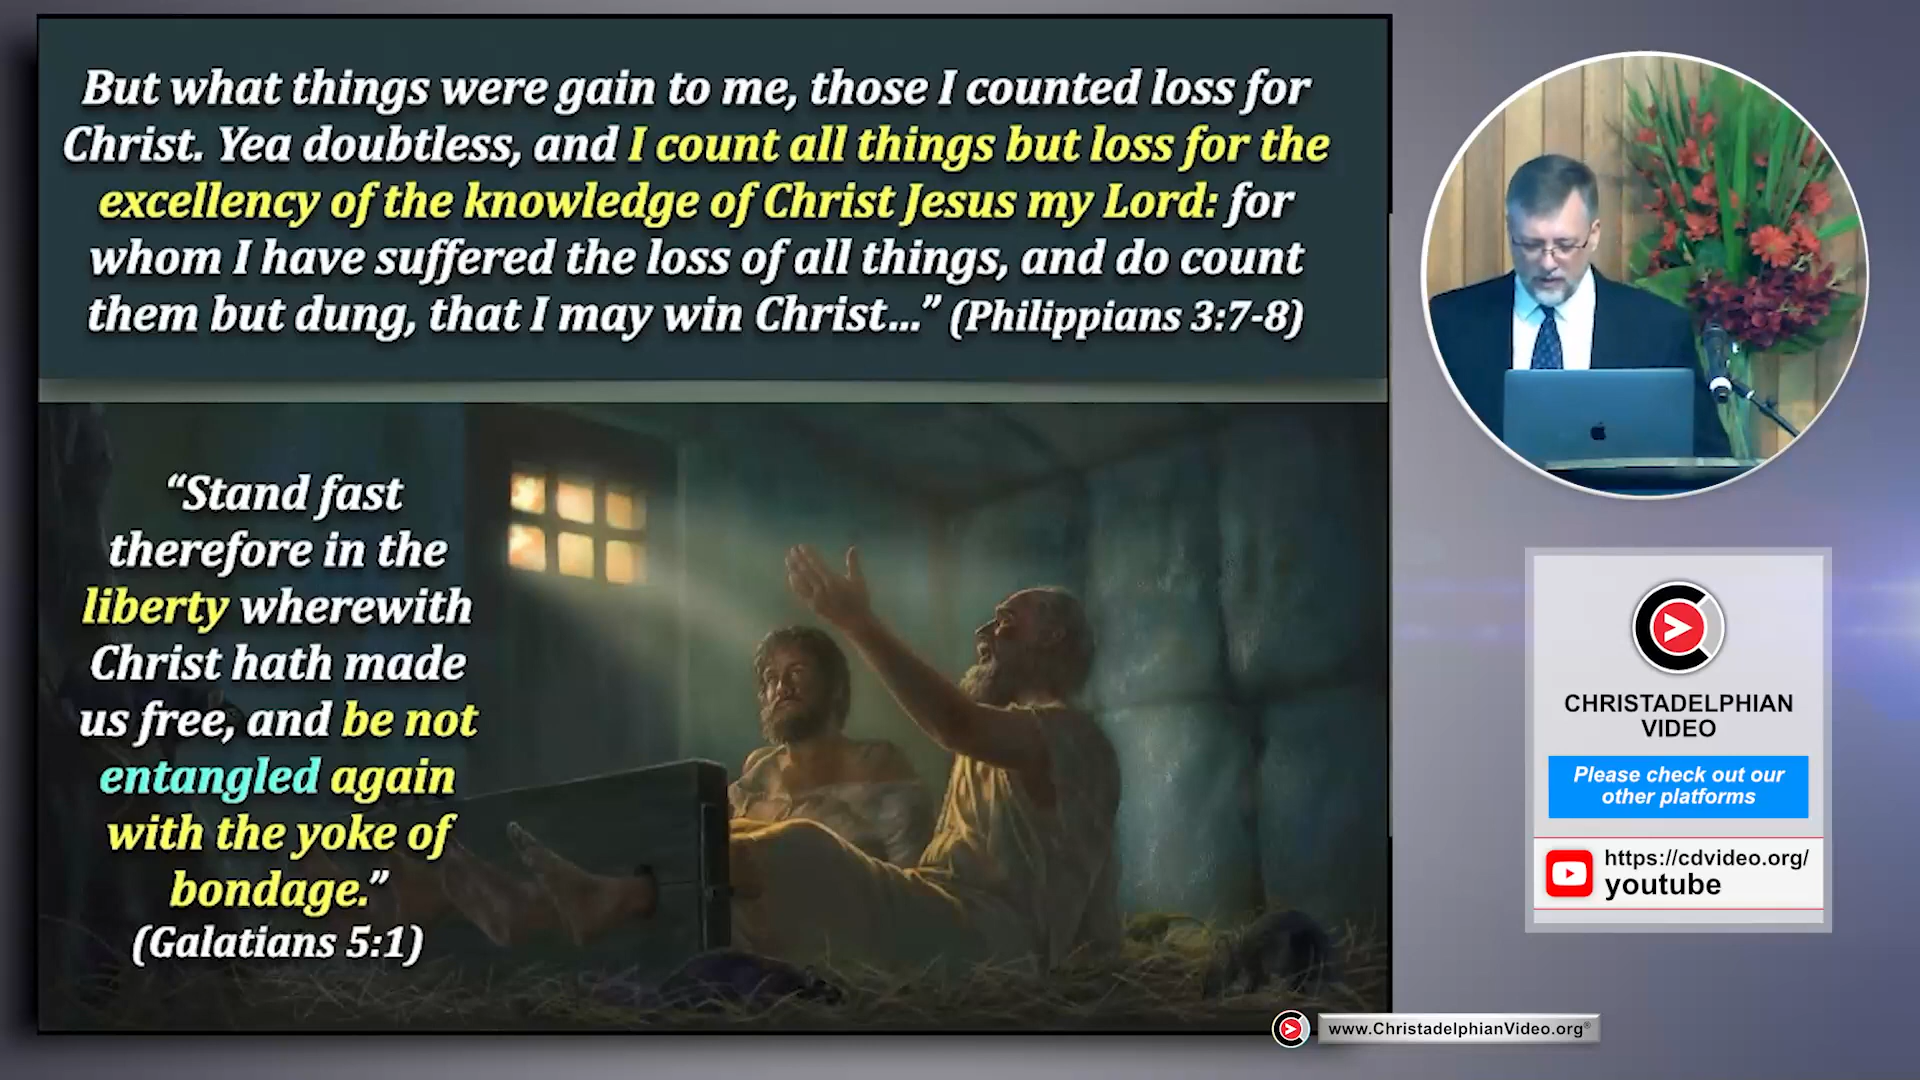 But what things were gain to me, those I counted loss for
Christ. Yea doubtless, and I count all things but loss for the
excellency of the knowledge of Christ Jesus my Lord: for
whom I have suffered the loss of all things, and do count
them but dung, that I may win Christ...” (Philippians 3:7-8)
“Stand fast
therefore in the
liberty wherewith
Christ hath made
us free, and be not
entangled again
with the yoke of
bondage.”
(Galatians 5:1)
CHRISTADELPHIAN
VIDEO
Please check out our
other platforms
https://cdvideo.org/
youtube
www.ChristadelphianVideo.org®